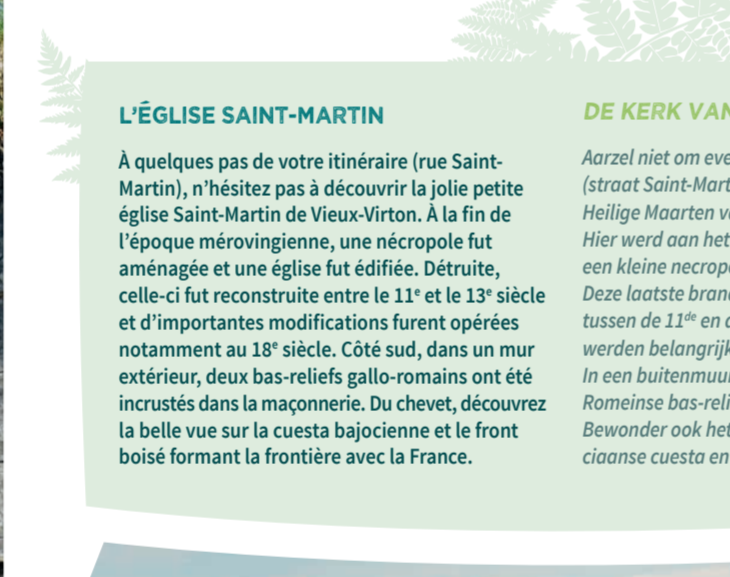 L'ÉGLISE SAINT-MARTIN
À quelques pas de votre itinéraire (rue Saint-
Martin), n'hésitez pas à découvrir la jolie petite
église Saint-Martin de Vieux-Virton. À la fin de
l'époque mérovingienne, une nécropole fut
aménagée et une église fut édifiée. Détruite,
celle-ci fut reconstruite entre le 11e et le 13e siècle
et d'importantes modifications furent opérées
notamment au 18e siècle. Côté sud, dans un mur
extérieur, deux bas-reliefs gallo-romains ont été
incrustés dans la maçonnerie. Du chevet, découvrez
la belle vue sur la cuesta bajocienne et le front
boisé formant la frontière avec la France.
DE KERK VAN
Aarzel niet om eve
(straat Saint-Mart
Heilige Maarten v
Hier werd aan het
een kleine necrop
Deze laatste bran
tussen de 11de en
werden belangrijk
In een buitenmuu
Romeinse bas-reli
Bewonder ook het
ciaanse cuesta en